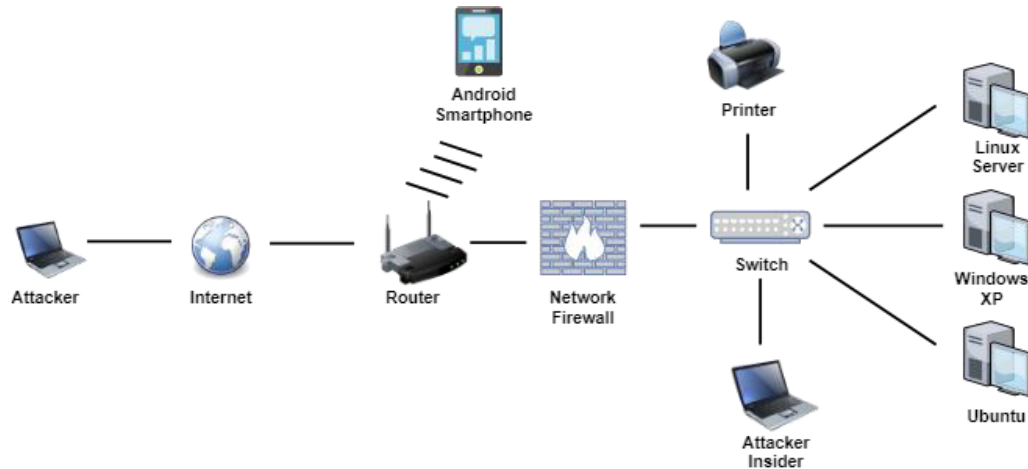 Android
Smartphone
Printer
Linux
Server
Attacker
Internet
Router
Network
Firewall
Switch
Windows
XP
Attacker
Insider
Ubuntu